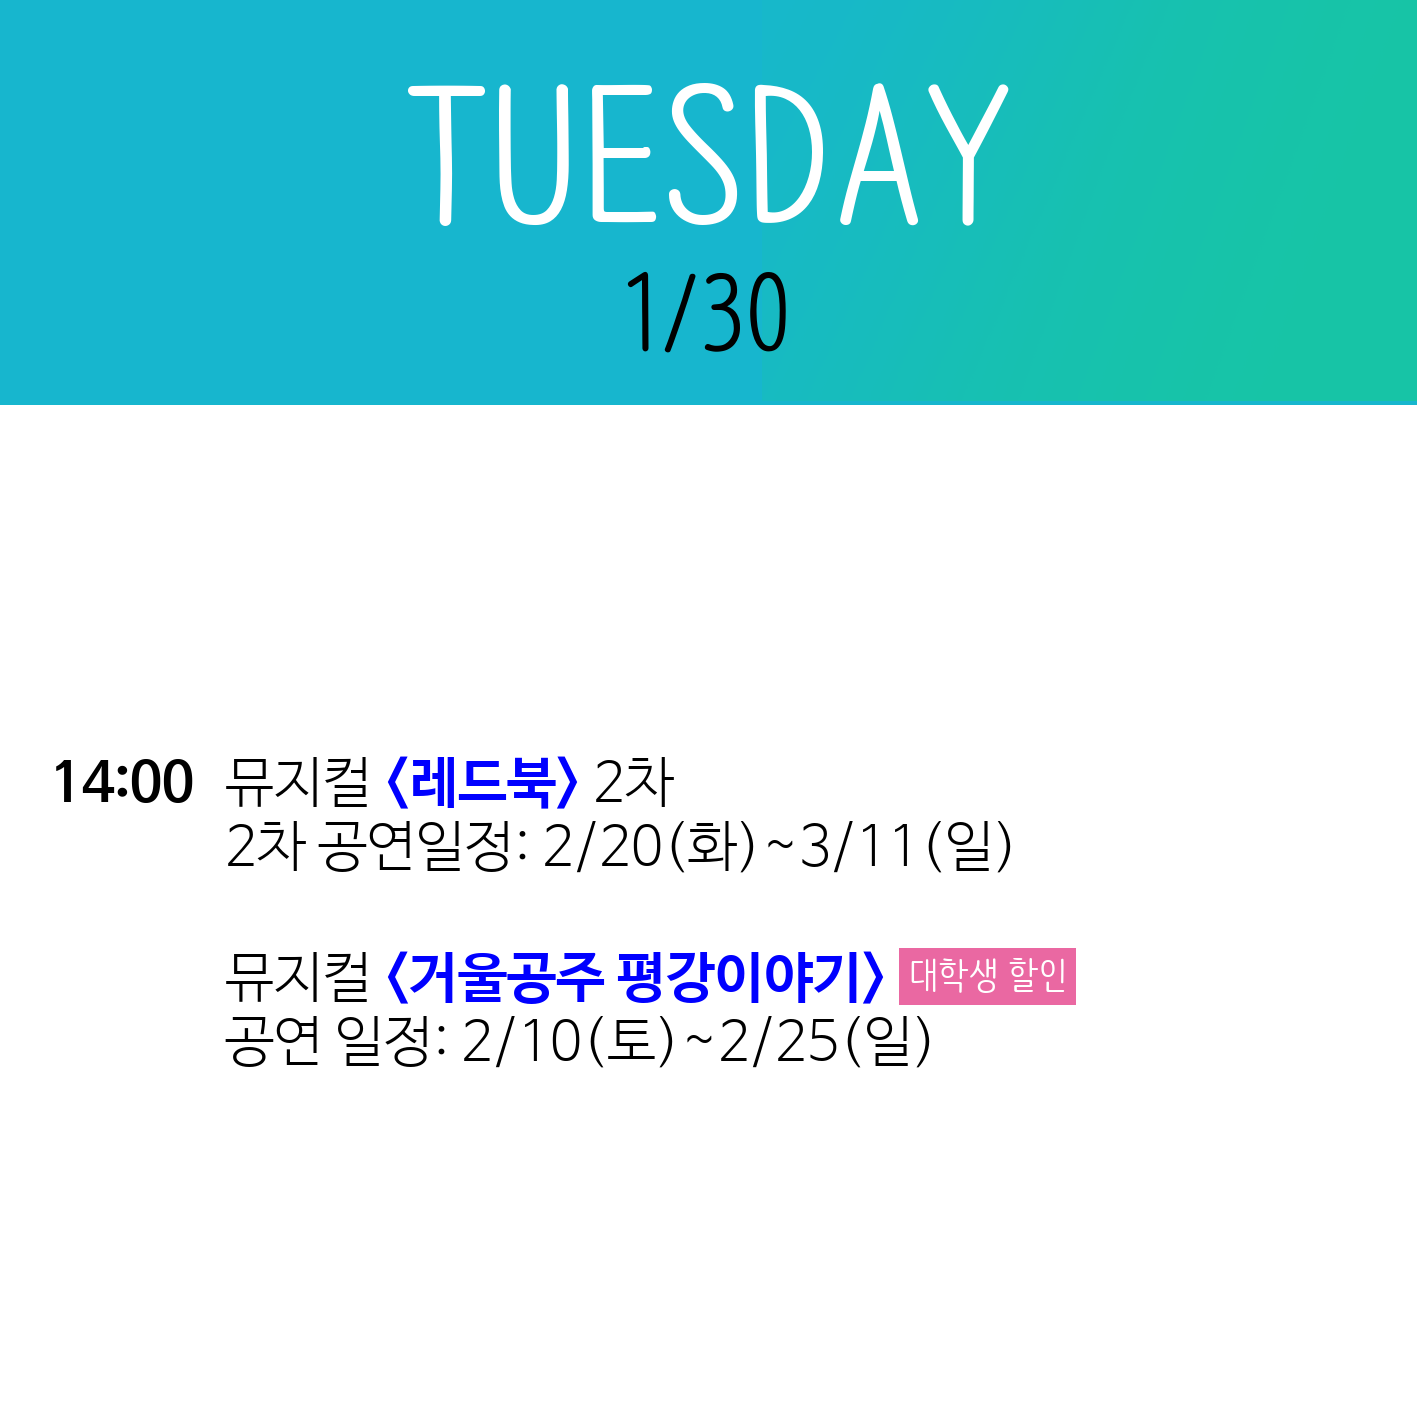 TUESDAY
1/30
14:00 뮤지컬 <레드북> 2차
2차 공연일정: 2/20(화)~3/11(일)
뮤지컬 <거울공주 평강이야기> 대학생 할인
공연 일정: 2/10(토)~2/25(일)